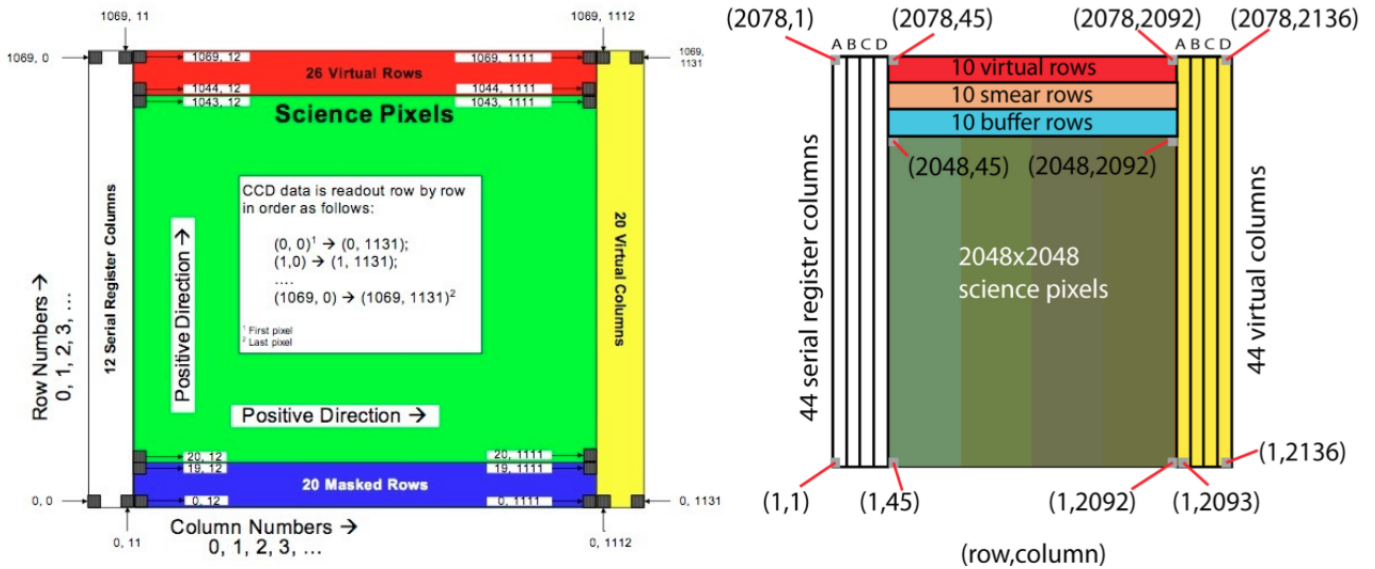 1069, 11
1069, 1112
1069, 0
1069, 12
1069, 1111
1069,
1131
26 Virtual Rows
1044, 12
1044, 1111
1043, 12
1043, 1111
Science Pixels
CCD data is readout row by row
in order as follows:
(0, 0)¹ → (0, 1131);
(1,0) → (1, 1131);
....
(1069, 0) → (1069, 1131)²
¹ First pixel
² Last pixel
12 Serial Register Columns
Positive Direction →
20 Virtual Columns
Row Numbers →
0, 1, 2, 3, ...
Positive Direction →
20, 12
20, 1111
19, 12
19, 1111
20 Masked Rows
0, 0
0, 12
0, 1111
0, 1131
Column Numbers →
0, 1, 2, 3, ...
0, 11
0, 1112
(2078,1)
(2078,45)
(2078,2092)
(2078,2136)
A B C D
A B C D
10 virtual rows
10 smear rows
10 buffer rows
(2048,45)
(2048,2092)
44 serial register columns
2048x2048
science pixels
44 virtual columns
(1,1)
(1,45)
(1,2092)
(1,2093)
(1,2136)
(row,column)